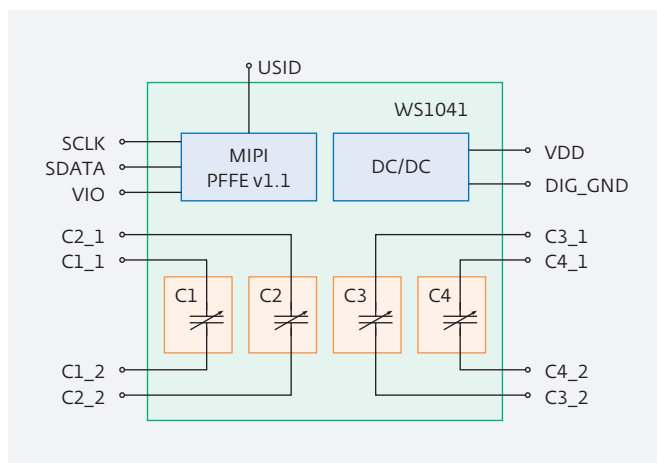 USID
WS1041
SCLK
SDATA
VIO
MIPI
PFFE v1.1
DC/DC
VDD
DIG_GND
C2_1
C1_1
C3_1
C4_1
C1
C2
C3
C4
C1_2
C2_2
C4_2
C3_2